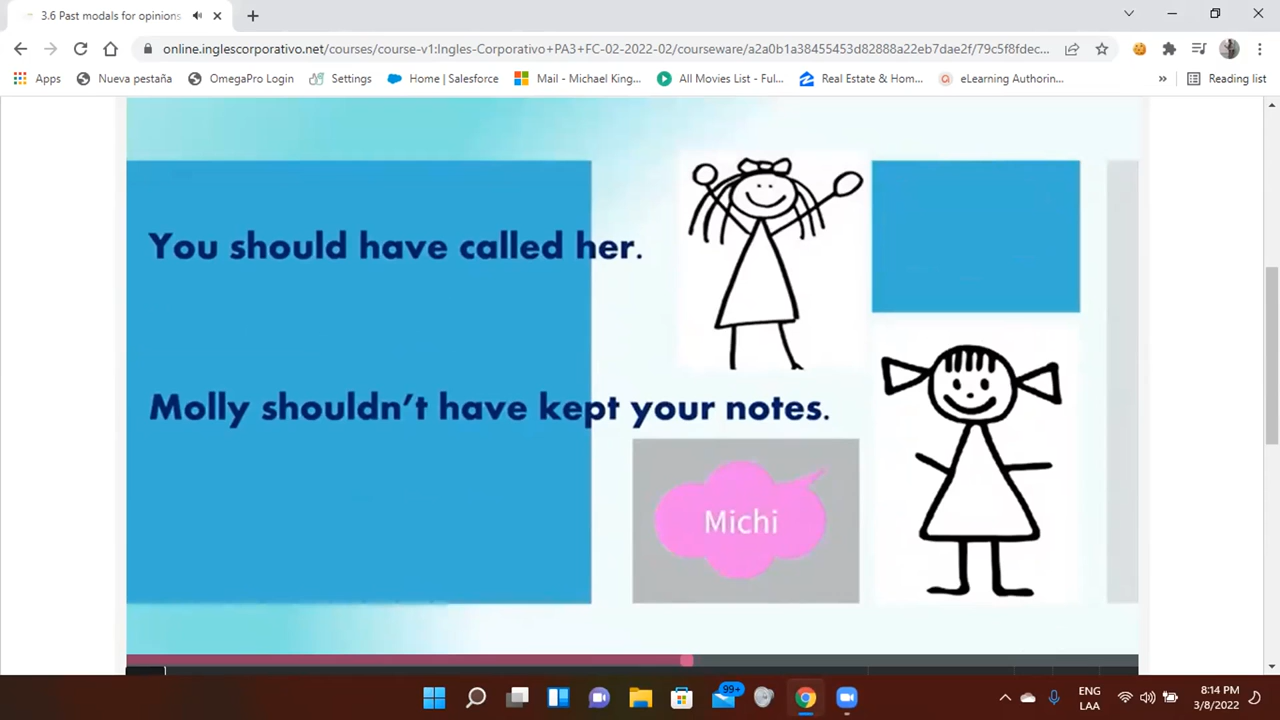 3.6 Past modals for opinions
online.inglescorporativo.net/courses/course-v1:Ingles-Corporativo+PA3+FC-02-2022-02/courseware/a2a0b1a38455453d82888a22eb7dae2f/79c5f8fdec...
Apps Nueva pestaña OmegaPro Login Settings Home | Salesforce Mail - Michael King... All Movies List - Ful... Real Estate & Hom... eLearning Authorin... » Reading list
You should have called her.
Molly shouldn't have kept your notes.
Michi
99+
ENG
LAA
8:14 PM
3/8/2022